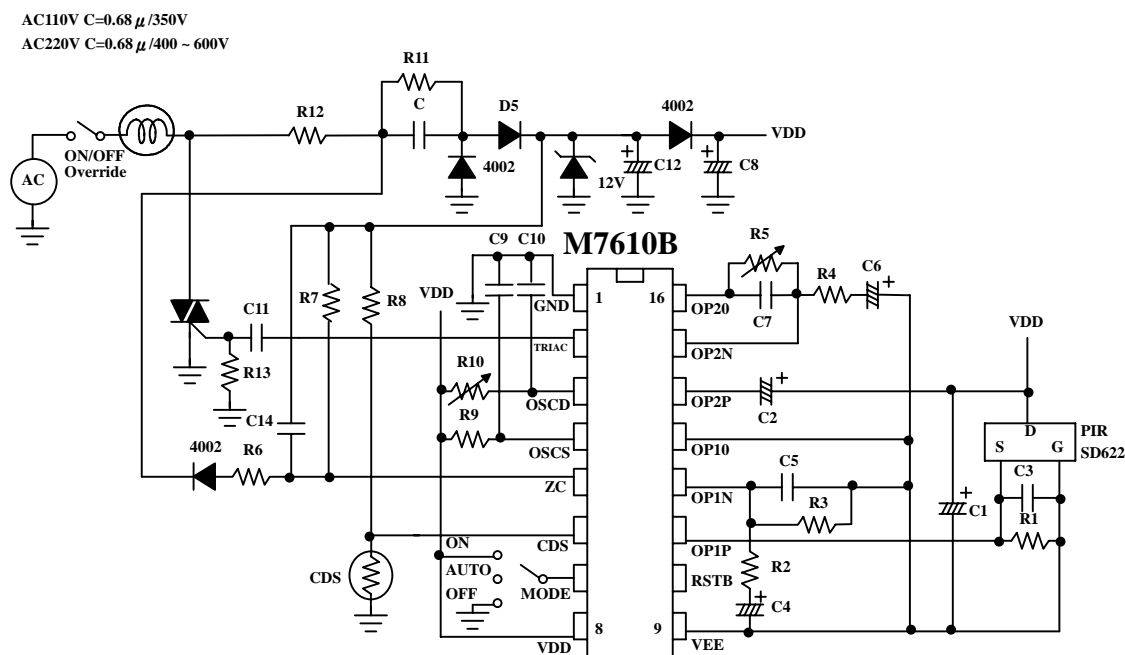 AC110V C=0.68 μ/350V
AC220V C=0.68 μ/400 ~ 600V
R11
R12
C
D5
4002
VDD
ON/OFF
Override
AC
4002
12V
C12
C8
C9
C10
M7610B
R5
R4
C6
VDD
R7
R8
GND
1
16
OP20
C7
VDD
C11
TRIAC
OP2N
R13
R10
OSCD
OP2P
C2
C14
R9
OSCS
OP10
D
PIR
S
G
SD622
4002
R6
ZC
OP1N
C5
R3
C3
C1
R1
ON
CDS
OP1P
CDS
AUTO
OFF
MODE
RSTB
R2
C4
VDD
8
9
VEE